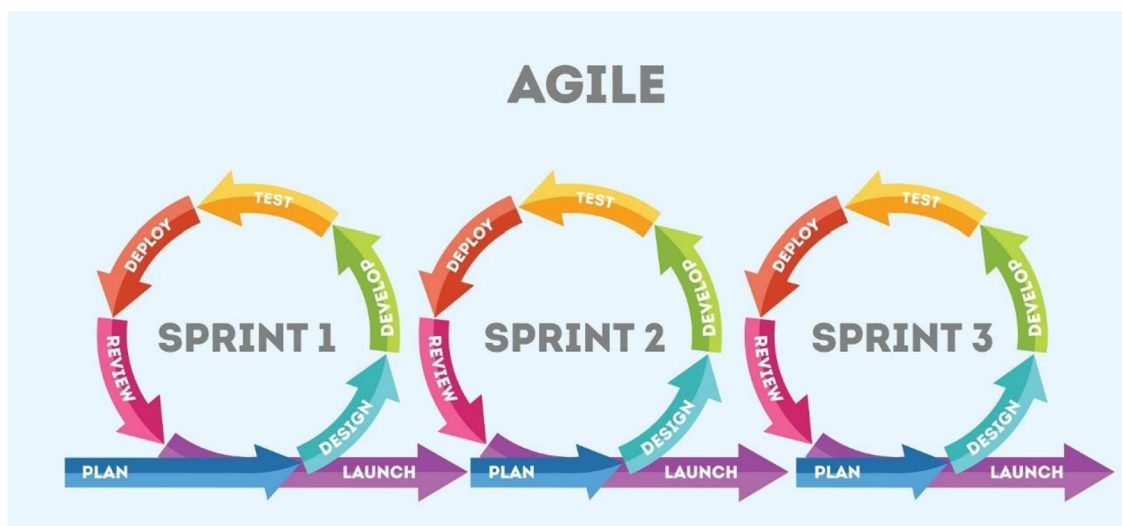 AGILE
TEST
DEPLOY
DEVELOP
SPRINT 1
REVIEW
DESIGN
PLAN
LAUNCH
TEST
DEPLOY
DEVELOP
SPRINT 2
REVIEW
DESIGN
PLAN
LAUNCH
TEST
DEPLOY
DEVELOP
SPRINT 3
REVIEW
DESIGN
PLAN
LAUNCH